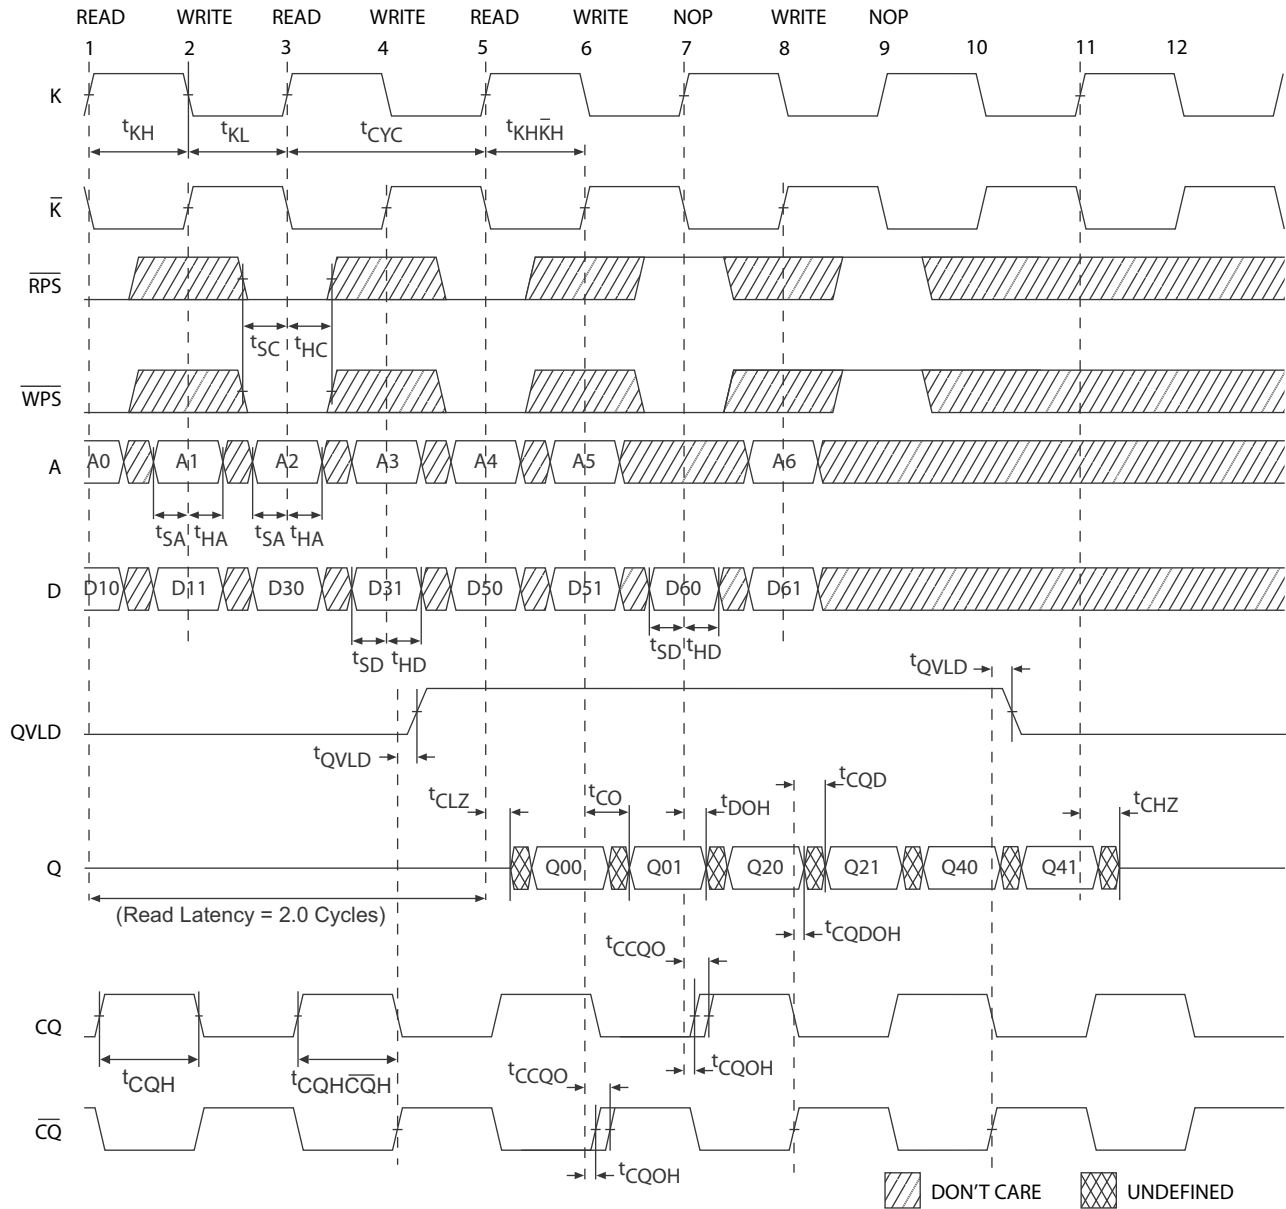 READ WRITE READ WRITE READ WRITE NOP WRITE NOP
1 2 3 4 5 6 7 8 9 10 11 12
K
tKH tKL tCYC tKHK̅H
K̅
R̅P̅S̅
tSC tHC
W̅P̅S̅
A A0 A1 A2 A3 A4 A5 A6
tSA tHA tSA tHA
D D10 D11 D30 D31 D50 D51 D60 D61
tSD tHD tSD tHD
tQVLD
QVLD
tQVLD
tCLZ tCO tDOH tCQD tCHZ
Q Q00 Q01 Q20 Q21 Q40 Q41
(Read Latency = 2.0 Cycles)
tCQDOH
tCCQO
CQ
tCQOH
tCQH tCQHC̅Q̅H
tCCQO
C̅Q̅
tCQOH
DON'T CARE UNDEFINED